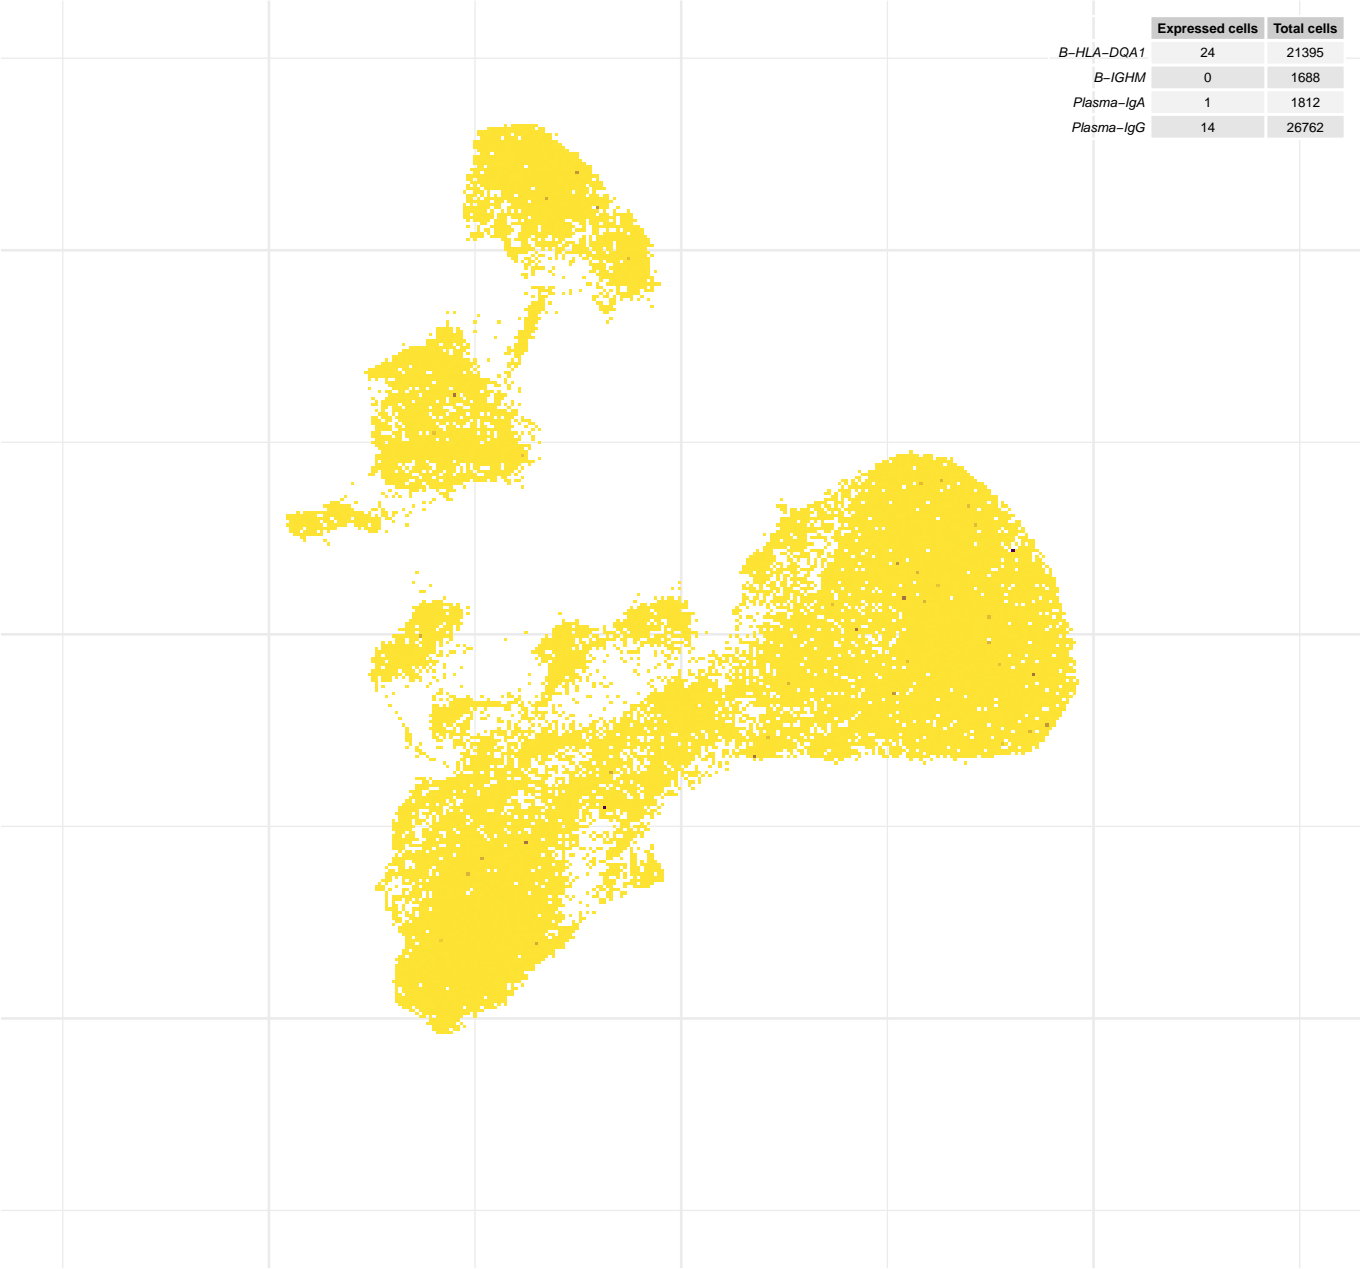 Expressed cells Total cells
B−HLA−DQA1 24 21395
B−IGHM 0 1688
Plasma−IgA 1 1812
Plasma−IgG 14 26762